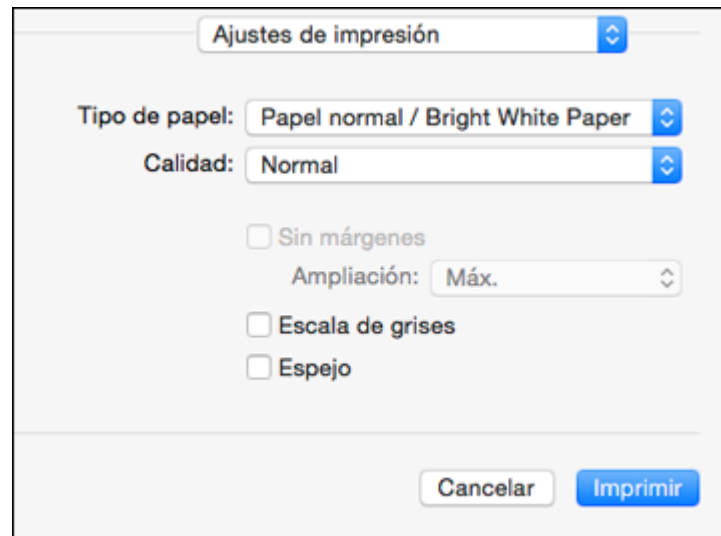 Ajustes de impresión
Tipo de papel: Papel normal / Bright White Paper
Calidad: Normal
Sin márgenes
Ampliación: Máx.
Escala de grises
Espejo
Cancelar Imprimir